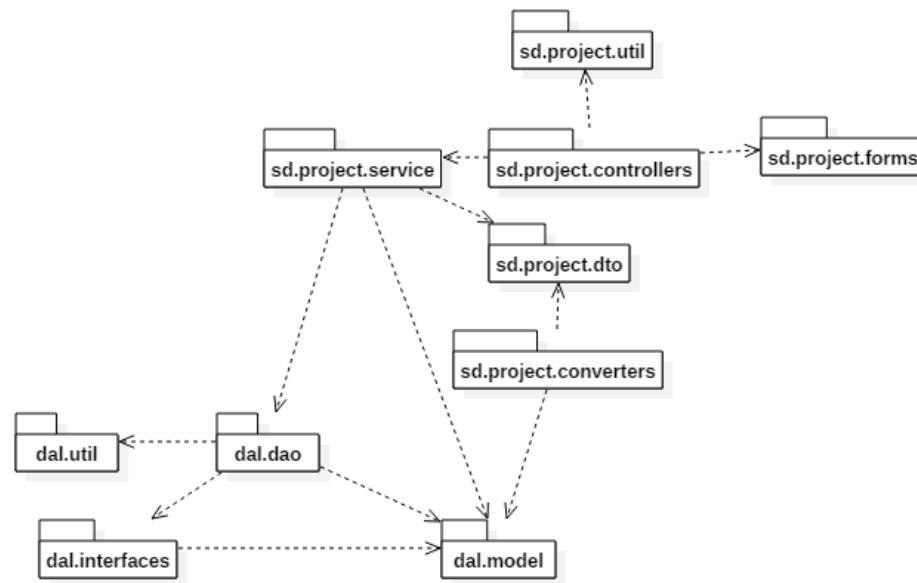 sd.project.util
sd.project.service
sd.project.controllers
sd.project.forms
sd.project.dto
sd.project.converters
dal.util
dal.dao
dal.interfaces
dal.model